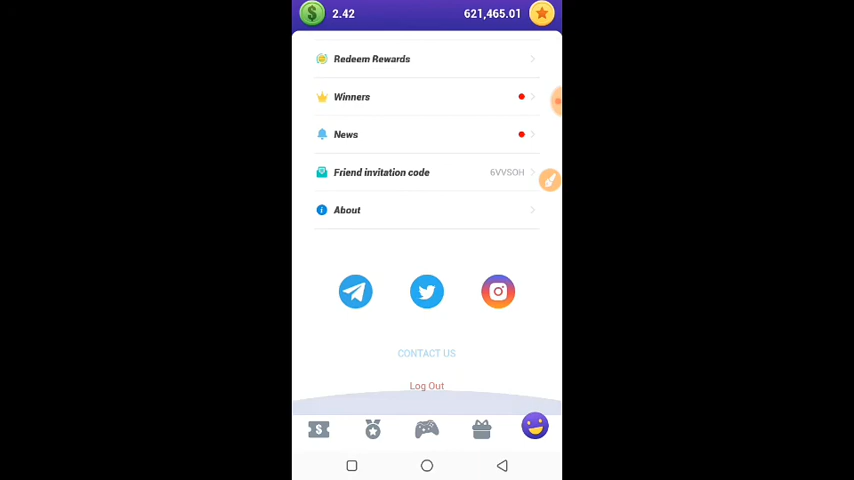 $ 2.42 621,465.01
Redeem Rewards
Winners
News
Friend invitation code 6VVSOH
About
CONTACT US
Log Out
$